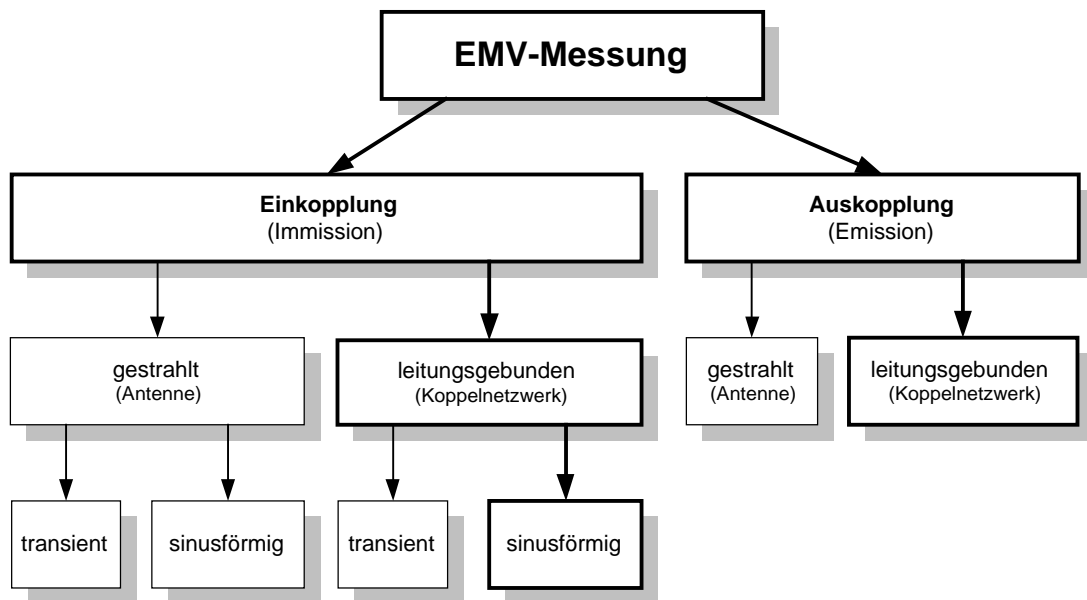 EMV-Messung
Einkopplung
(Immission)
Auskopplung
(Emission)
gestrahlt
(Antenne)
leitungsgebunden
(Koppelnetzwerk)
gestrahlt
(Antenne)
leitungsgebunden
(Koppelnetzwerk)
transient
sinusförmig
transient
sinusförmig